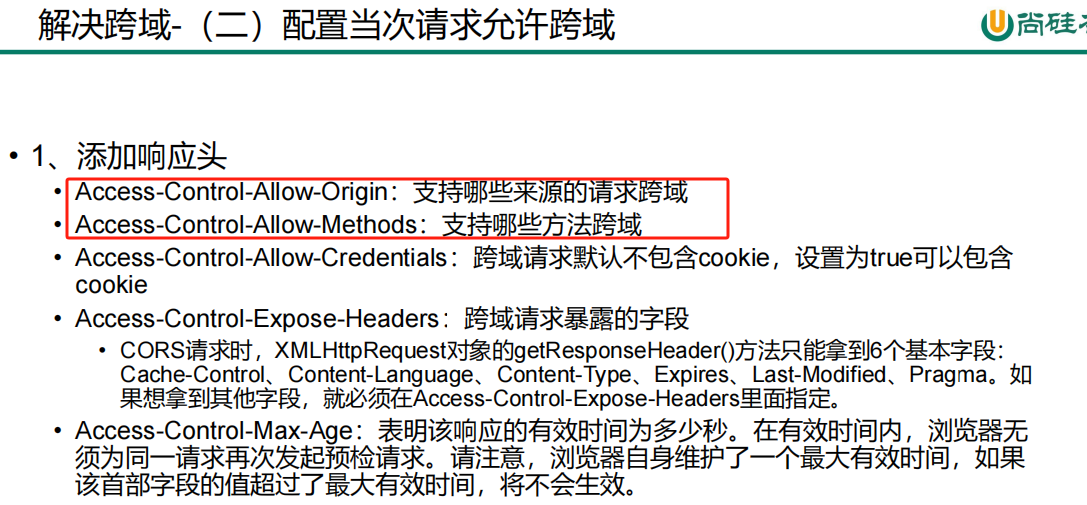 解决跨域-（二）配置当次请求允许跨域
尚硅
• 1、添加响应头
• Access-Control-Allow-Origin：支持哪些来源的请求跨域
• Access-Control-Allow-Methods：支持哪些方法跨域
• Access-Control-Allow-Credentials：跨域请求默认不包含cookie，设置为true可以包含
cookie
• Access-Control-Expose-Headers：跨域请求暴露的字段
• CORS请求时，XMLHttpRequest对象的getResponseHeader()方法只能拿到6个基本字段：
Cache-Control、Content-Language、Content-Type、Expires、Last-Modified、Pragma。如
果想拿到其他字段，就必须在Access-Control-Expose-Headers里面指定。
• Access-Control-Max-Age：表明该响应的有效时间为多少秒。在有效时间内，浏览器无
须为同一请求再次发起预检请求。请注意，浏览器自身维护了一个最大有效时间，如果
该首部字段的值超过了最大有效时间，将不会生效。